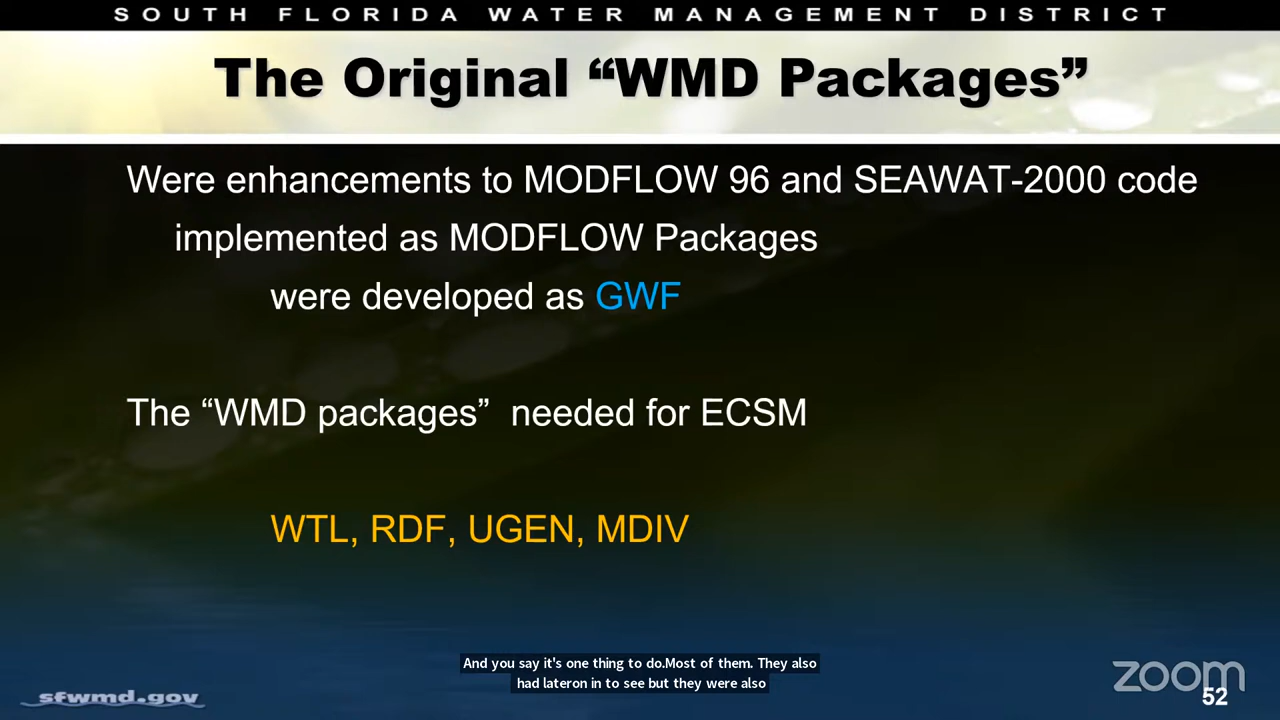 SOUTH FLORIDA WATER MANAGEMENT DISTRICT
The Original “WMD Packages”
Were enhancements to MODFLOW 96 and SEAWAT-2000 code
implemented as MODFLOW Packages
were developed as GWF
The “WMD packages” needed for ECSM
WTL, RDF, UGEN, MDIV
And you say it's one thing to do.Most of them. They also
had lateron in to see but they were also
sfwmd.gov
zoom
52